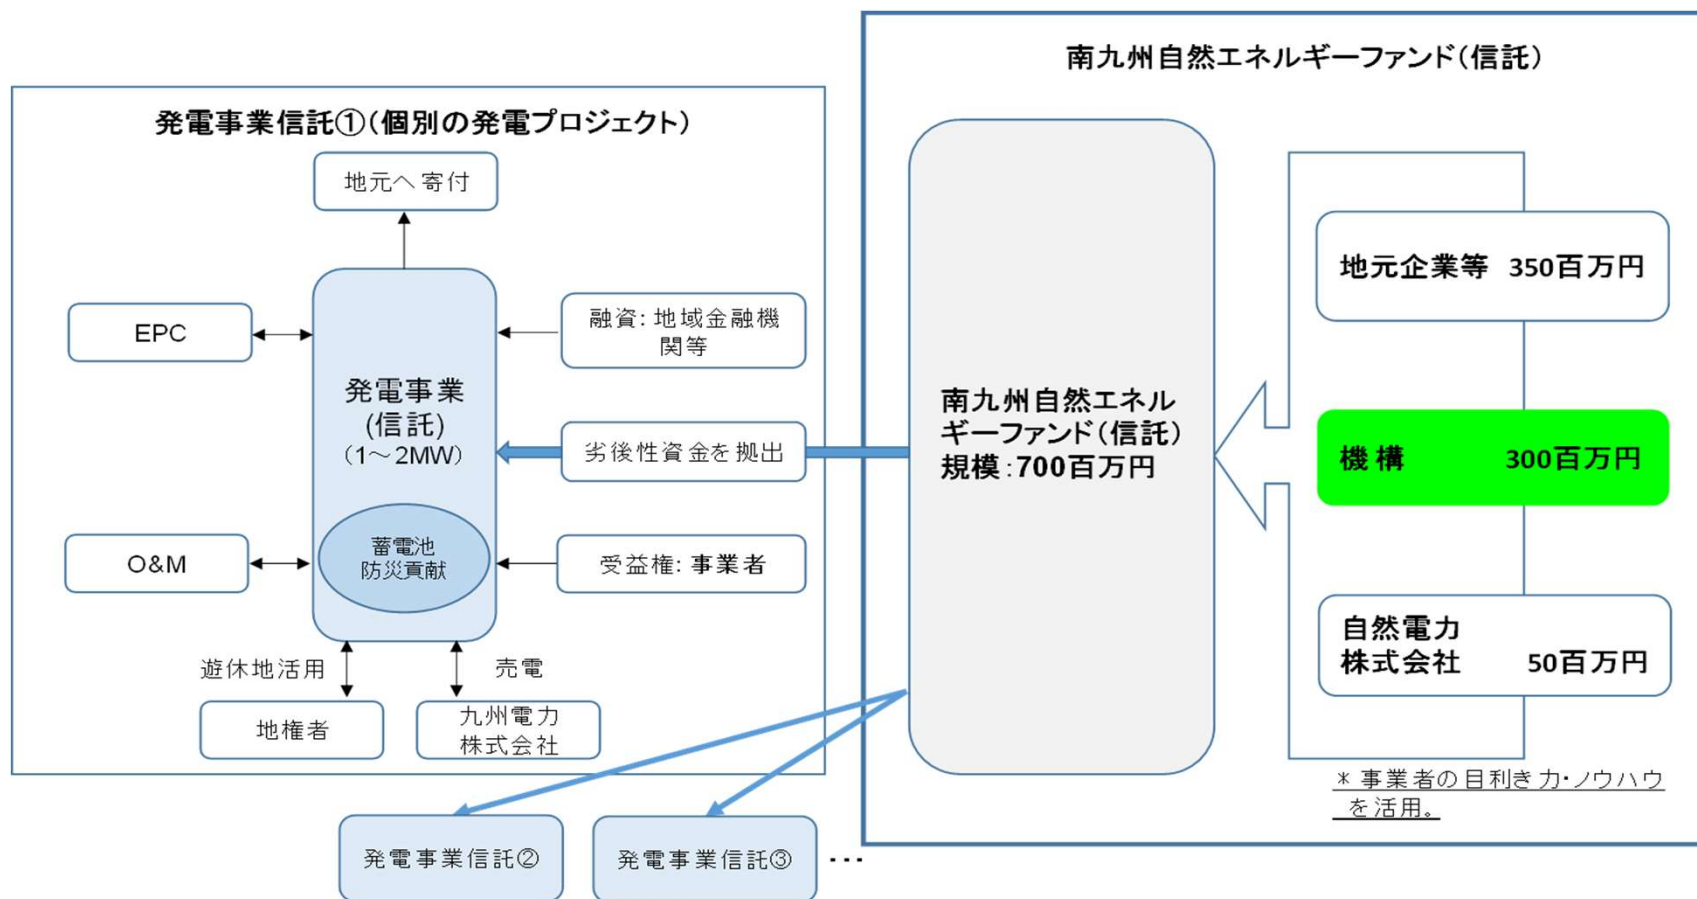 南九州自然エネルギーファンド(信託)
発電事業信託①(個別の発電プロジェクト)
地元へ寄付
EPC
O&M
発電事業
(信託)
(1～2MW)
蓄電池
防災貢献
融資: 地域金融機
関等
劣後性資金を拠出
受益権: 事業者
遊休地活用
売電
地権者
九州電力
株式会社
南九州自然エネル
ギーファンド(信託)
規模:700百万円
地元企業等 350百万円
機構 300百万円
自然電力
株式会社 50百万円
* 事業者の目利き力・ノウハウ
を活用。
発電事業信託②
発電事業信託③
…